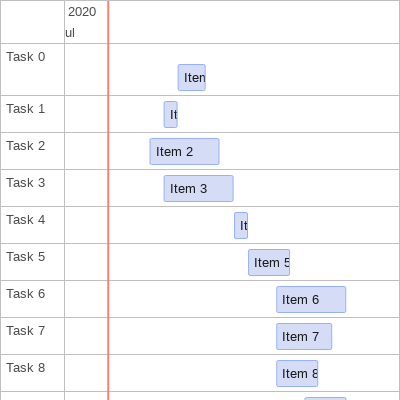 2020
ul
Task 0
Item
Task 1
It
Task 2
Item 2
Task 3
Item 3
Task 4
It
Task 5
Item 5
Task 6
Item 6
Task 7
Item 7
Task 8
Item 8